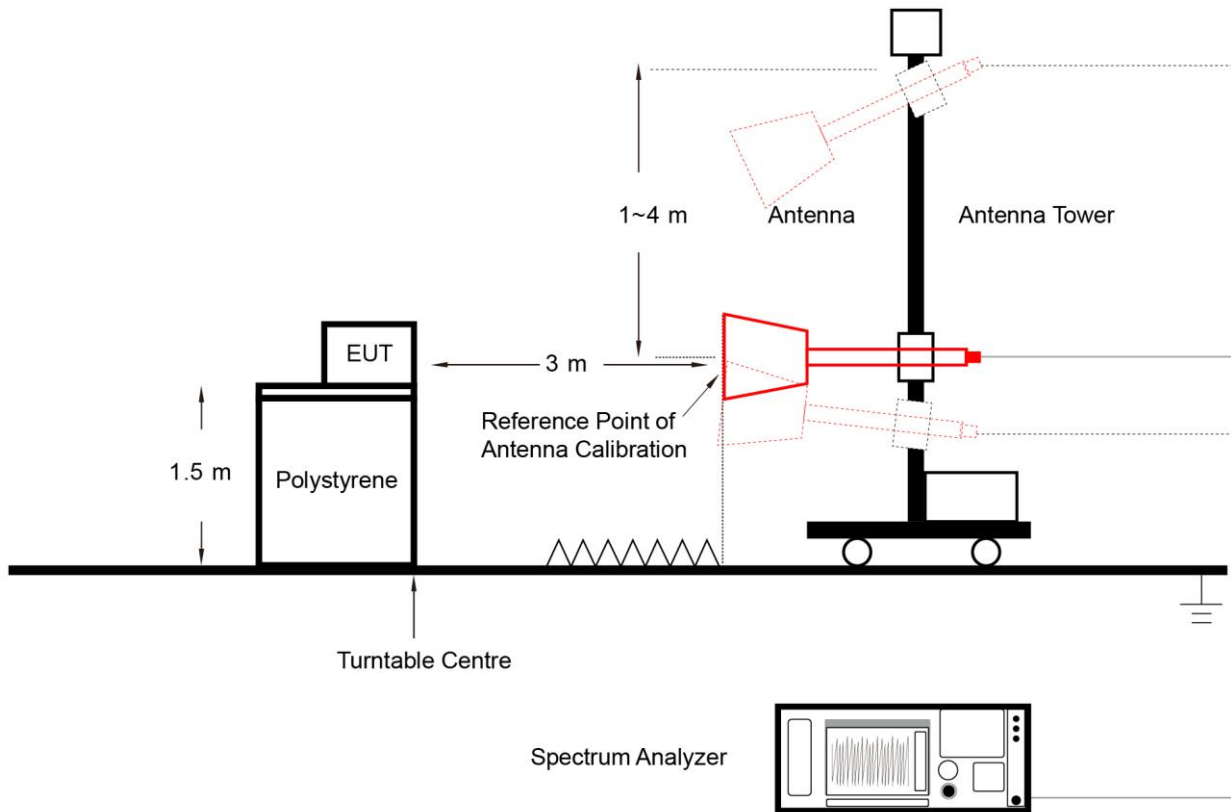 1~4 m
Antenna
Antenna Tower
EUT
3 m
Reference Point of
Antenna Calibration
1.5 m
Polystyrene
Turntable Centre
Spectrum Analyzer